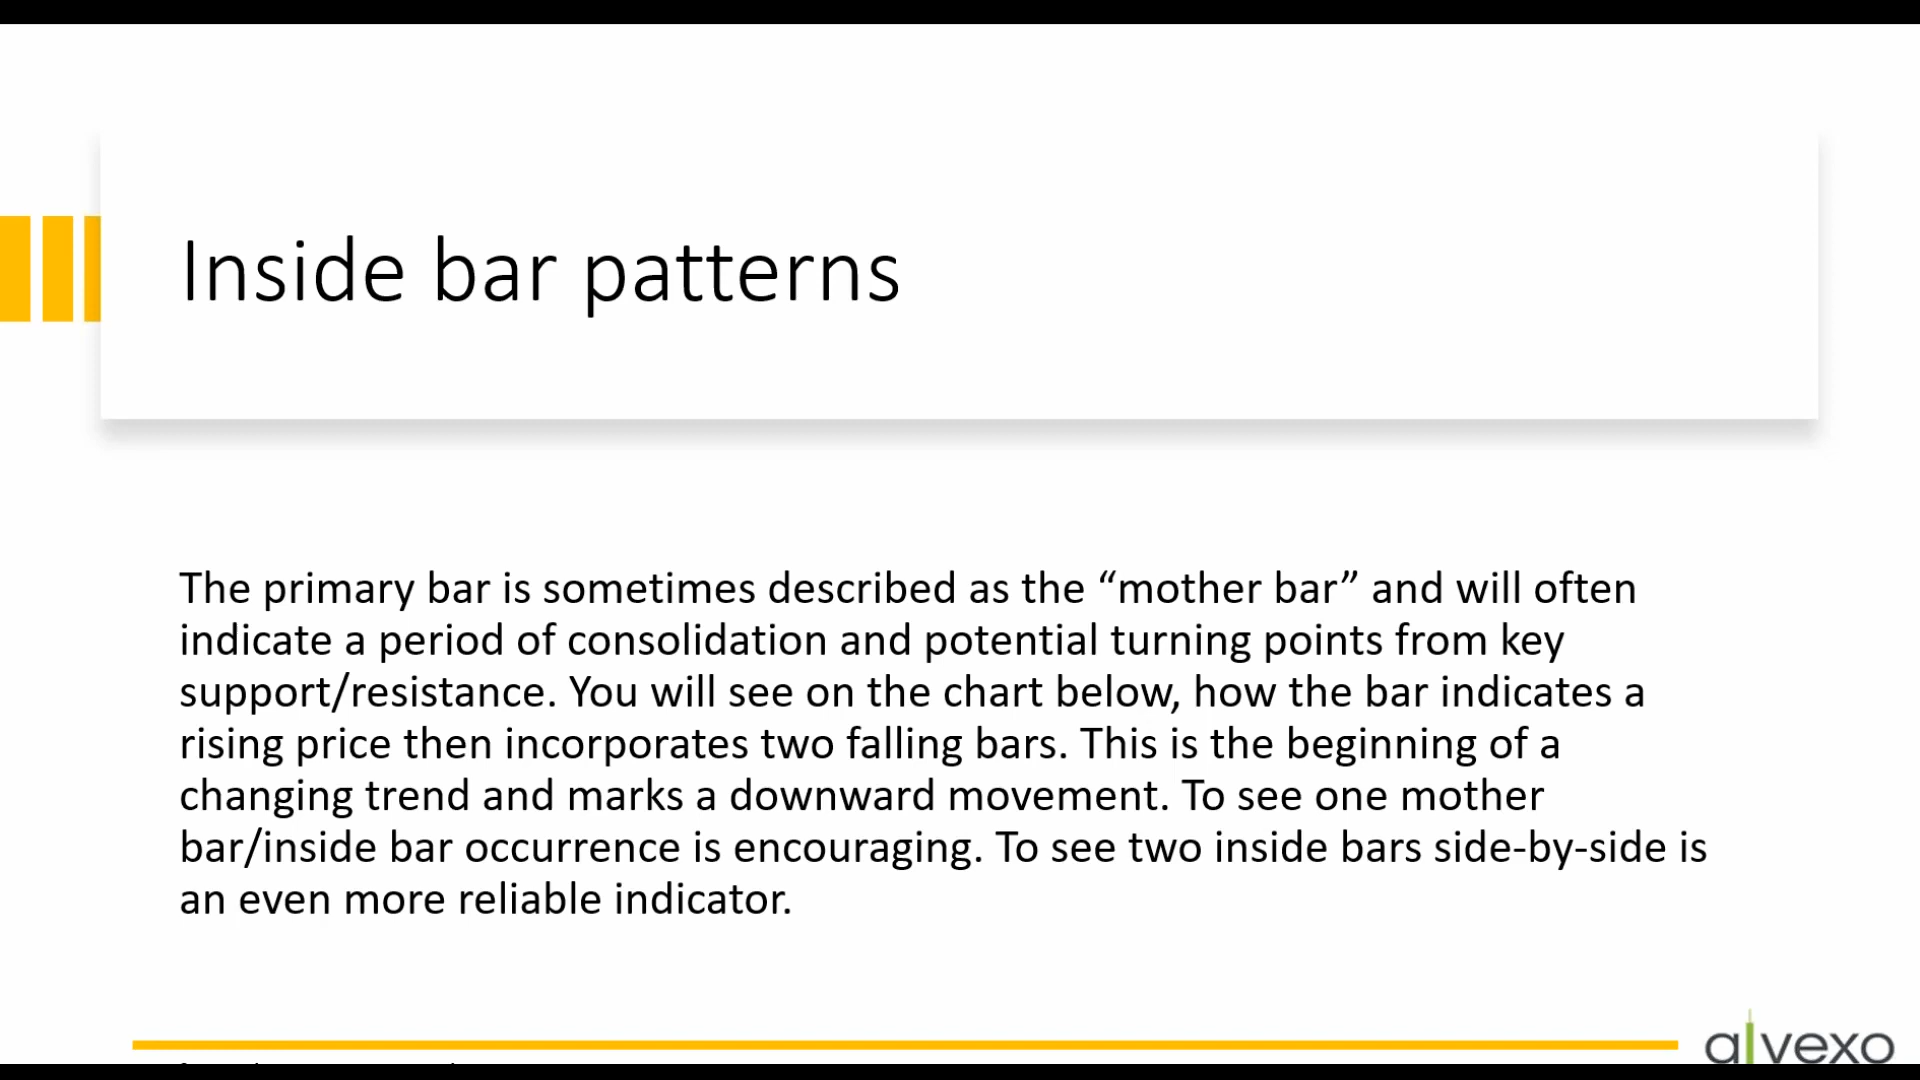 Inside bar patterns
The primary bar is sometimes described as the “mother bar” and will often
indicate a period of consolidation and potential turning points from key
support/resistance. You will see on the chart below, how the bar indicates a
rising price then incorporates two falling bars. This is the beginning of a
changing trend and marks a downward movement. To see one mother
bar/inside bar occurrence is encouraging. To see two inside bars side-by-side is
an even more reliable indicator.
alvexo